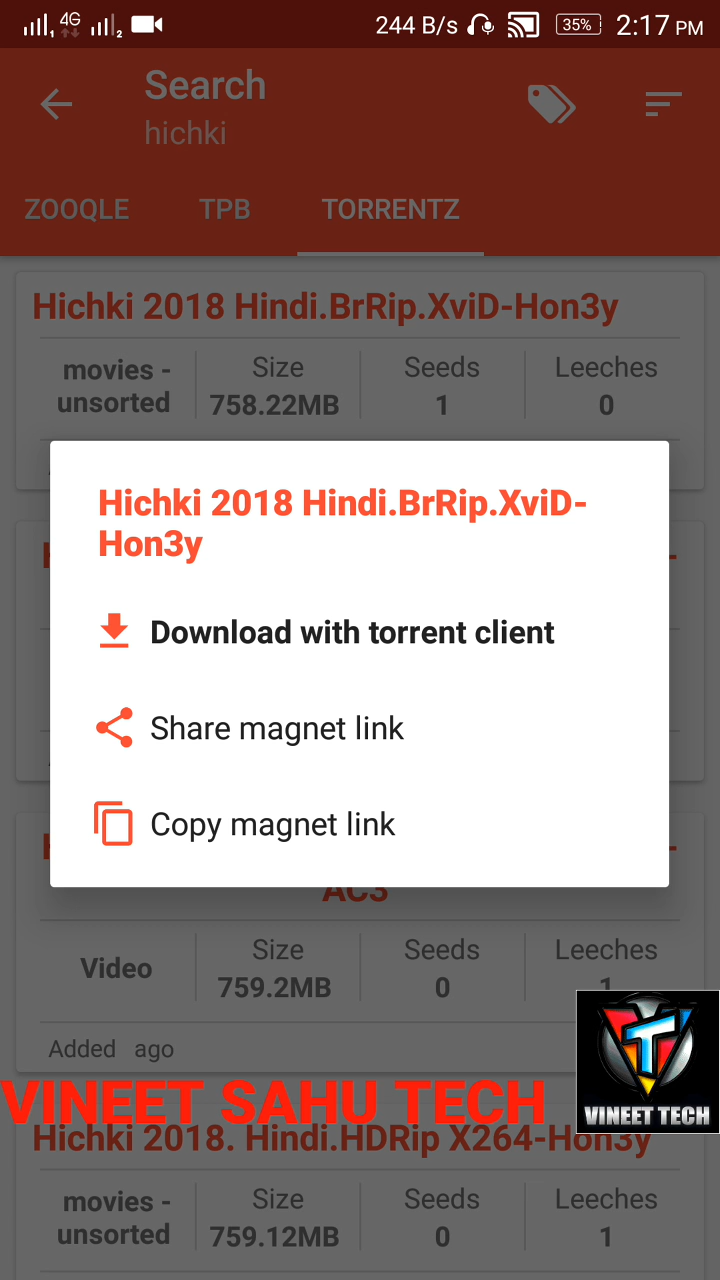 4G
244 B/s
35%
2:17 PM
Search
hichki
ZOOQLE
TPB
TORRENTZ
Hichki 2018 Hindi.BrRip.XviD-Hon3y
movies -
unsorted
Size
758.22MB
Seeds
1
Leeches
0
Hichki 2018 Hindi.BrRip.XviD-
Hon3y
Download with torrent client
Share magnet link
Copy magnet link
AC3
Video
Size
759.2MB
Seeds
0
Leeches
1
Added ago
VINEET SAHU TECH
VINEET TECH
Hichki 2018. Hindi.HDRip X264-Hon3y
movies -
unsorted
Size
759.12MB
Seeds
0
Leeches
1